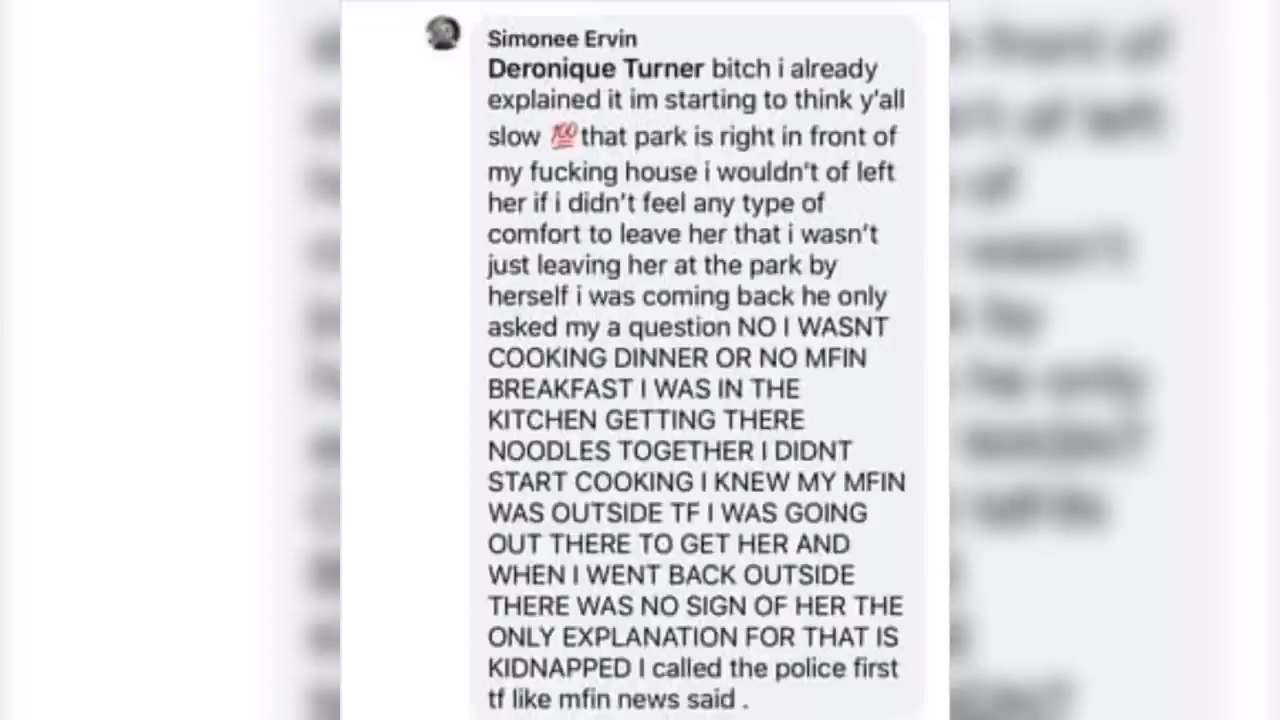 Simonee Ervin
Deronique Turner bitch i already
explained it im starting to think y'all
slow 💯that park is right in front of
my fucking house i wouldn't of left
her if i didn't feel any type of
comfort to leave her that i wasn't
just leaving her at the park by
herself i was coming back he only
asked my a question NO I WASNT
COOKING DINNER OR NO MFIN
BREAKFAST I WAS IN THE
KITCHEN GETTING THERE
NOODLES TOGETHER I DIDNT
START COOKING I KNEW MY MFIN
WAS OUTSIDE TF I WAS GOING
OUT THERE TO GET HER AND
WHEN I WENT BACK OUTSIDE
THERE WAS NO SIGN OF HER THE
ONLY EXPLANATION FOR THAT IS
KIDNAPPED I called the police first
tf like mfin news said .